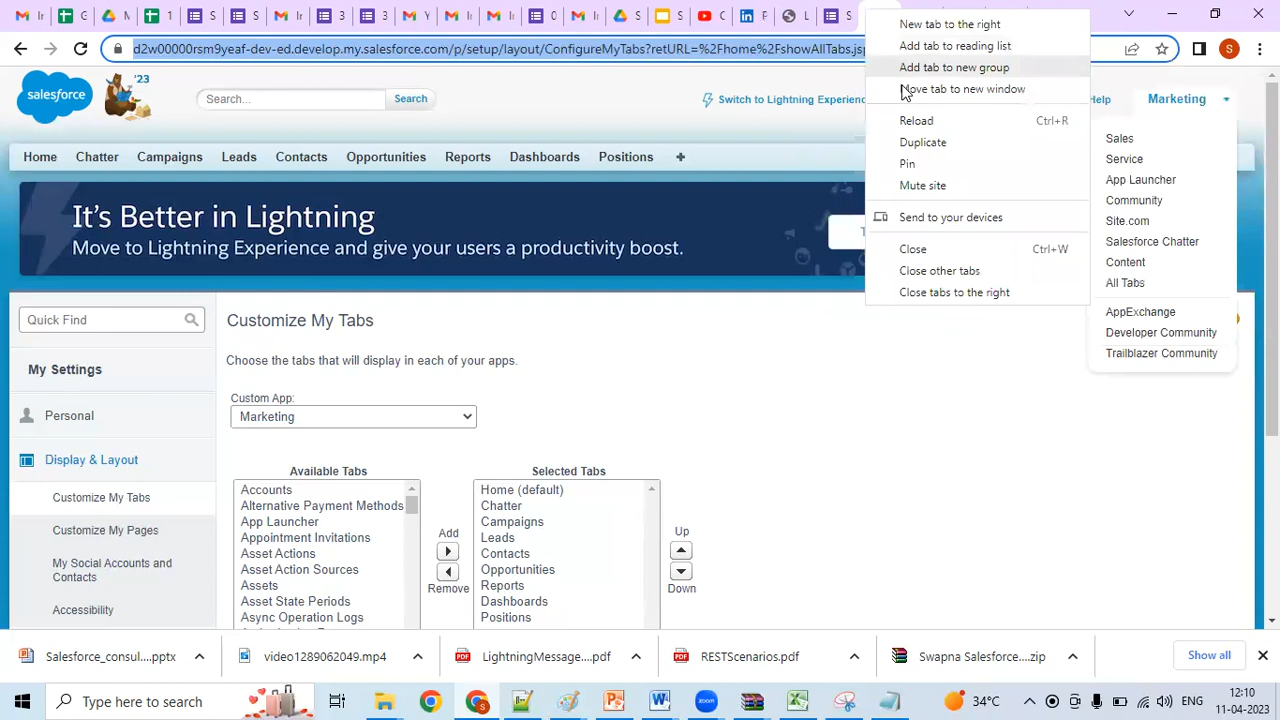 New tab to the right
Add tab to reading list
Add tab to new group
Move tab to new window
Reload Ctrl+R
Duplicate
Pin
Mute site
Send to your devices
Close Ctrl+W
Close other tabs
Close tabs to the right
d2w00000rsm9yeaf-dev-ed.develop.my.salesforce.com/p/setup/layout/ConfigureMyTabs?retURL=%2Fhome%2FshowAllTabs.jsp
S
salesforce
'23
Search...
Search
Switch to Lightning Experience
Help
Marketing
Home Chatter Campaigns Leads Contacts Opportunities Reports Dashboards Positions +
Sales
Service
App Launcher
Community
Site.com
Salesforce Chatter
Content
All Tabs
AppExchange
Developer Community
Trailblazer Community
It's Better in Lightning
Move to Lightning Experience and give your users a productivity boost.
Quick Find
My Settings
Personal
Display & Layout
Customize My Tabs
Customize My Pages
My Social Accounts and
Contacts
Accessibility
Customize My Tabs
Choose the tabs that will display in each of your apps.
Custom App:
Marketing
Available Tabs
Accounts
Alternative Payment Methods
App Launcher
Appointment Invitations
Asset Actions
Asset Action Sources
Assets
Asset State Periods
Async Operation Logs
Add
Remove
Selected Tabs
Home (default)
Chatter
Campaigns
Leads
Contacts
Opportunities
Reports
Dashboards
Positions
Up
Down
Salesforce_consul....pptx
video1289062049.mp4
LightningMessage....pdf
RESTScenarios.pdf
Swapna Salesforce....zip
Show all
Type here to search
zoom
34°C
ENG
12:10
11-04-2023